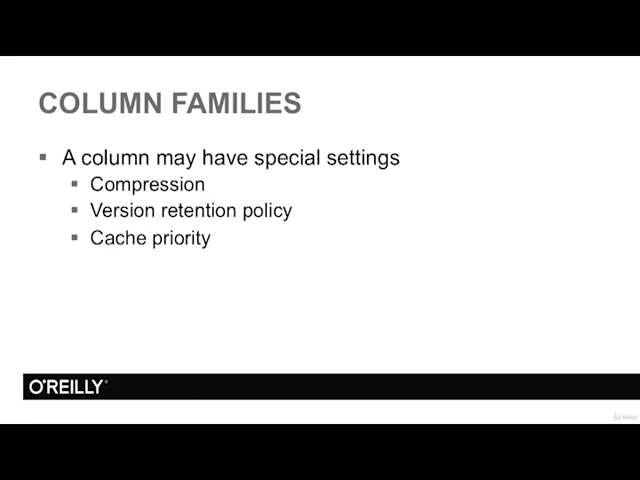 COLUMN FAMILIES
▪ A column may have special settings
▪ Compression
▪ Version retention policy
▪ Cache priority
O'REILLY®